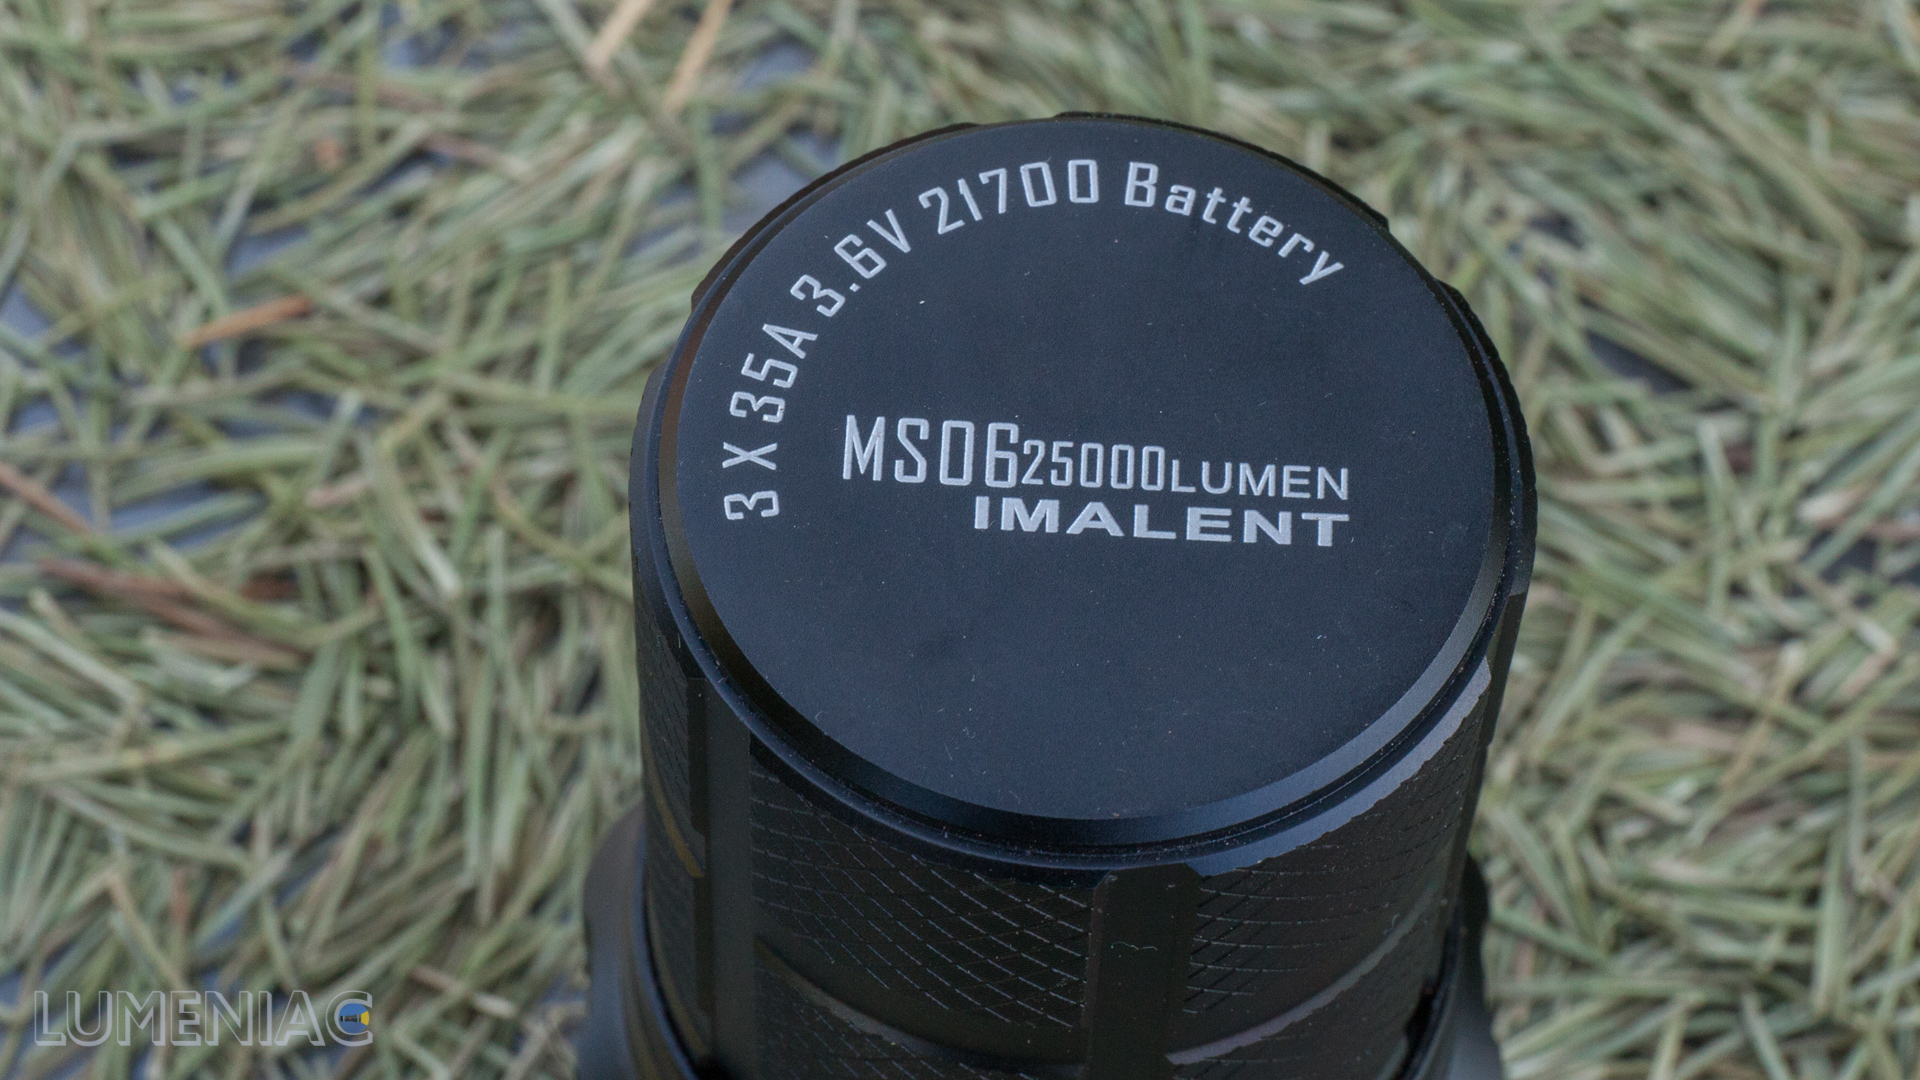 3 X 35A 3.6V 21700 Battery
MS06 25000LUMEN
IMALENT
LUMENIAC